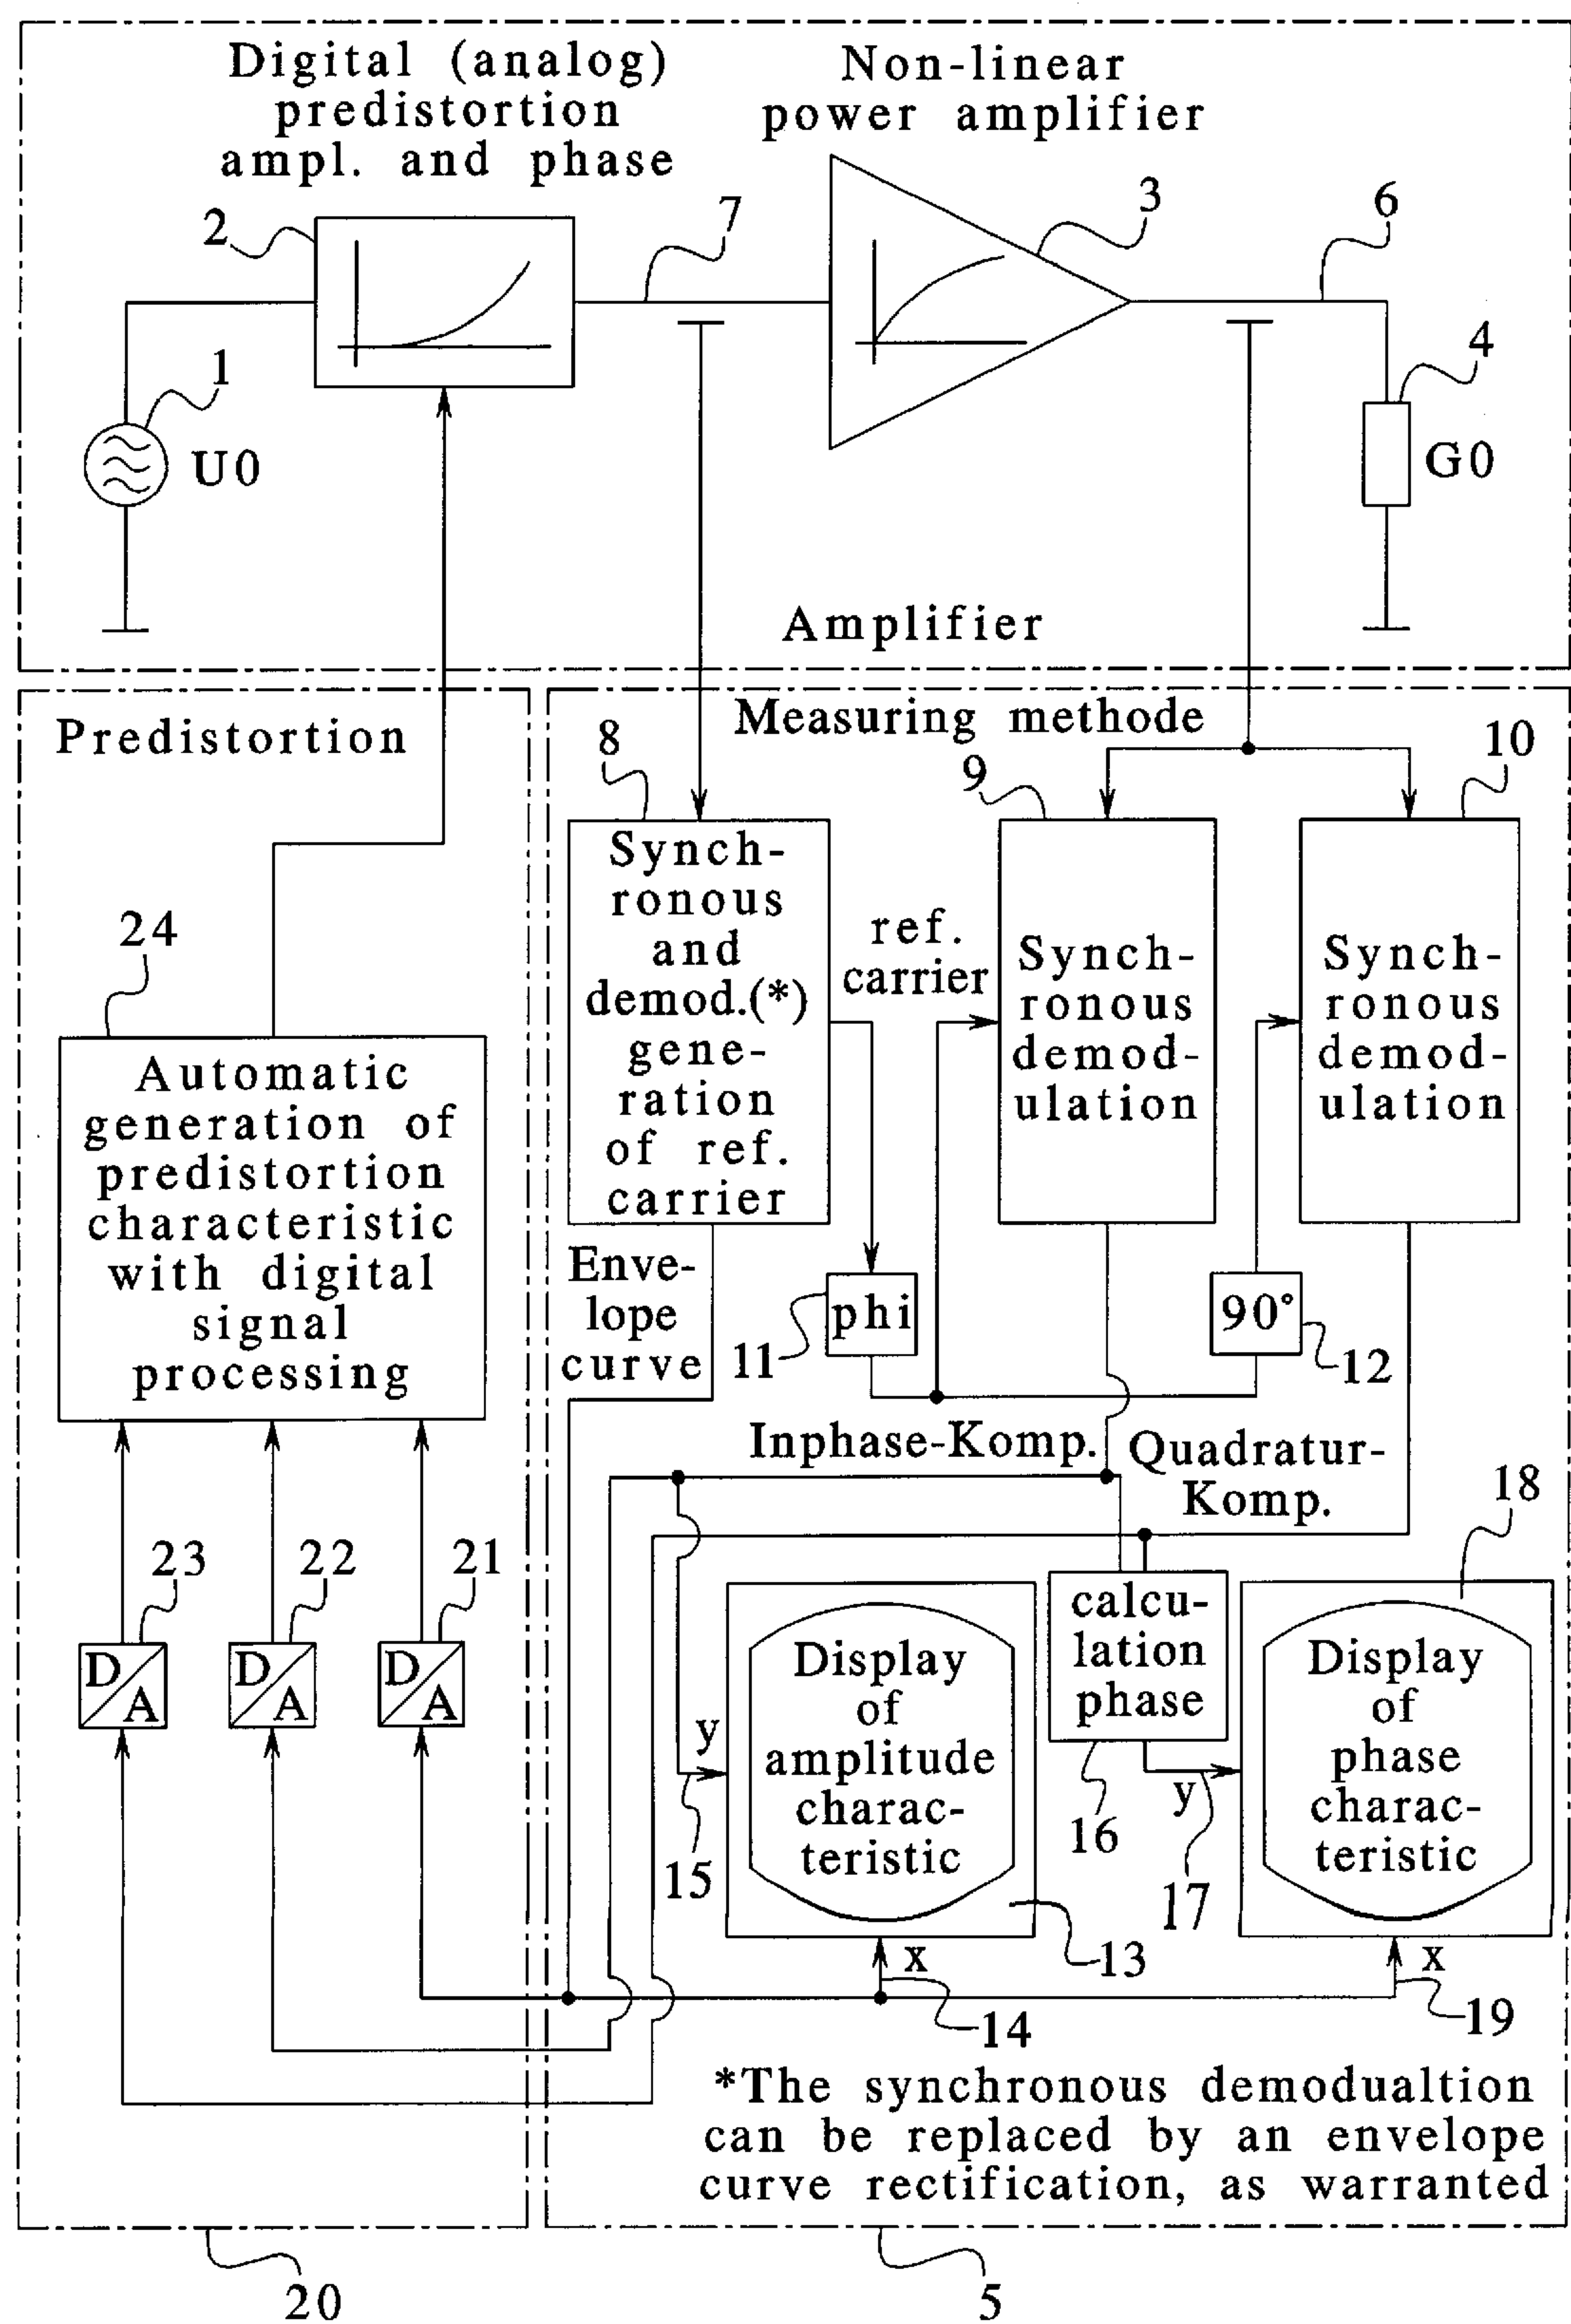 Digital (analog)
predistortion
ampl. and phase
Non-linear
power amplifier
2
7
3
6
1
U0
4
G0
Amplifier
Predistortion
Measuring methode
8
9
10
Synch-
ronous
and
demod.(*)
gene-
ration
of ref.
carrier
ref.
carrier
Synch-
ronous
demod-
ulation
Synch-
ronous
demod-
ulation
24
Automatic
generation of
predistortion
characteristic
with digital
signal
processing
Enve-
lope
curve
11
phi
90°
12
Inphase-Komp.
Quadratur-
Komp.
18
23
22
21
D/A
D/A
D/A
y
15
Display
of
amplitude
charac-
teristic
calcu-
lation
phase
16
y
17
Display
of
phase
charac-
teristic
13
x
14
x
19
*The synchronous demodualtion
can be replaced by an envelope
curve rectification, as warranted
20
5